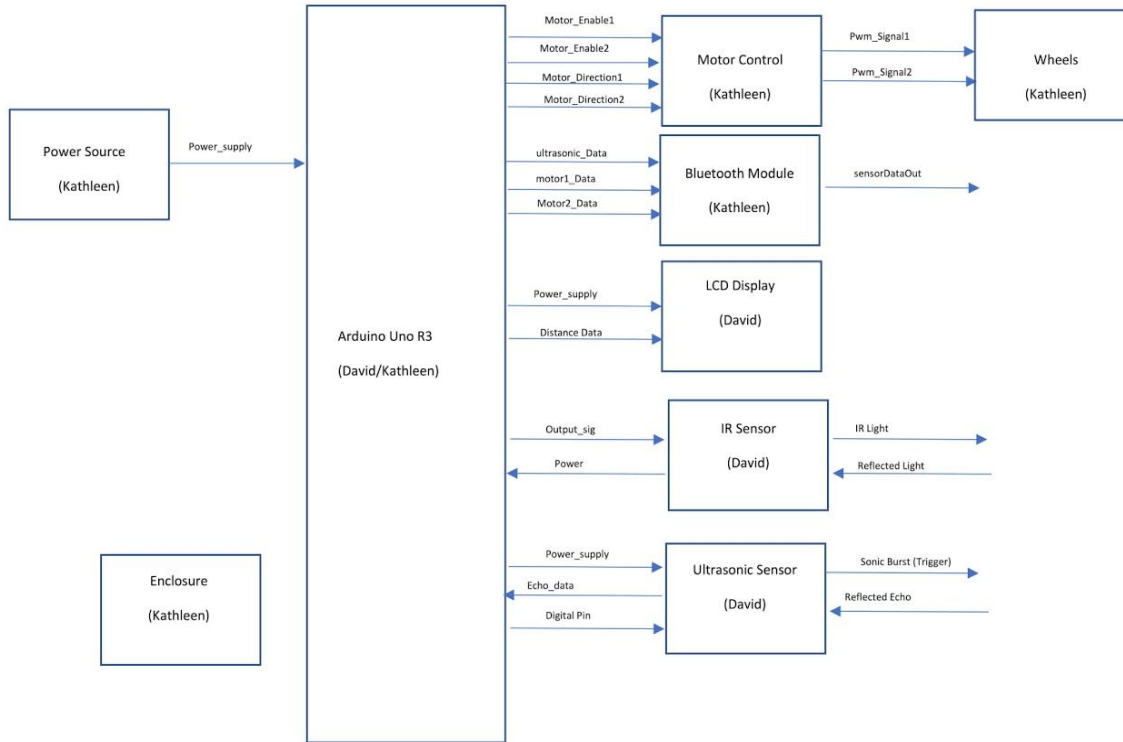 Power Source
(Kathleen)
Power_supply
Enclosure
(Kathleen)
Arduino Uno R3
(David/Kathleen)
Motor_Enable1
Motor_Enable2
Motor_Direction1
Motor_Direction2
Motor Control
(Kathleen)
Pwm_Signal1
Pwm_Signal2
Wheels
(Kathleen)
ultrasonic_Data
motor1_Data
Motor2_Data
Bluetooth Module
(Kathleen)
sensorDataOut
Power_supply
Distance Data
LCD Display
(David)
Output_sig
Power
IR Sensor
(David)
IR Light
Reflected Light
Power_supply
Echo_data
Digital Pin
Ultrasonic Sensor
(David)
Sonic Burst (Trigger)
Reflected Echo